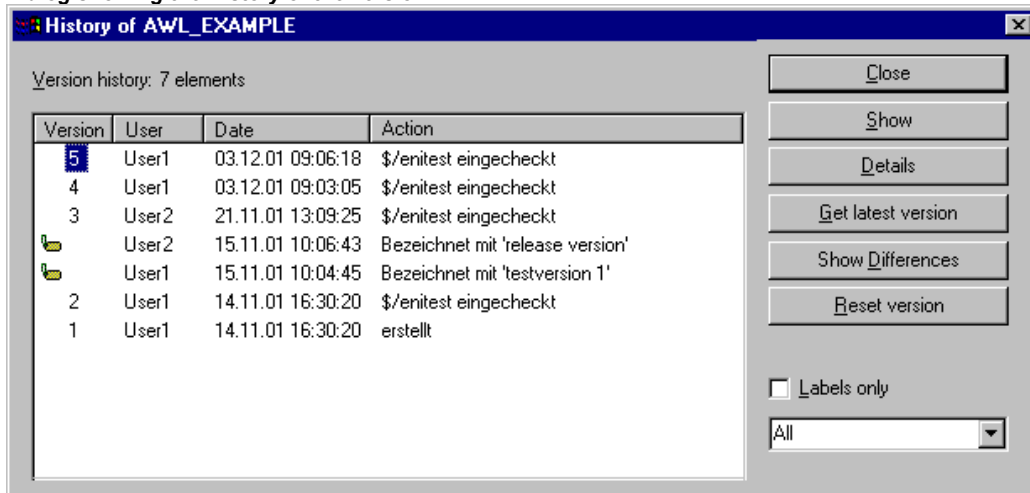 History of AWL_EXAMPLE
Version history: 7 elements
Version User Date Action
5 User1 03.12.01 09:06:18 $/enitest eingecheckt
4 User1 03.12.01 09:03:05 $/enitest eingecheckt
3 User2 21.11.01 13:09:25 $/enitest eingecheckt
User2 15.11.01 10:06:43 Bezeichnet mit 'release version'
User1 15.11.01 10:04:45 Bezeichnet mit 'testversion 1'
2 User1 14.11.01 16:30:20 $/enitest eingecheckt
1 User1 14.11.01 16:30:20 erstellt
Close
Show
Details
Get latest version
Show Differences
Reset version
Labels only
All